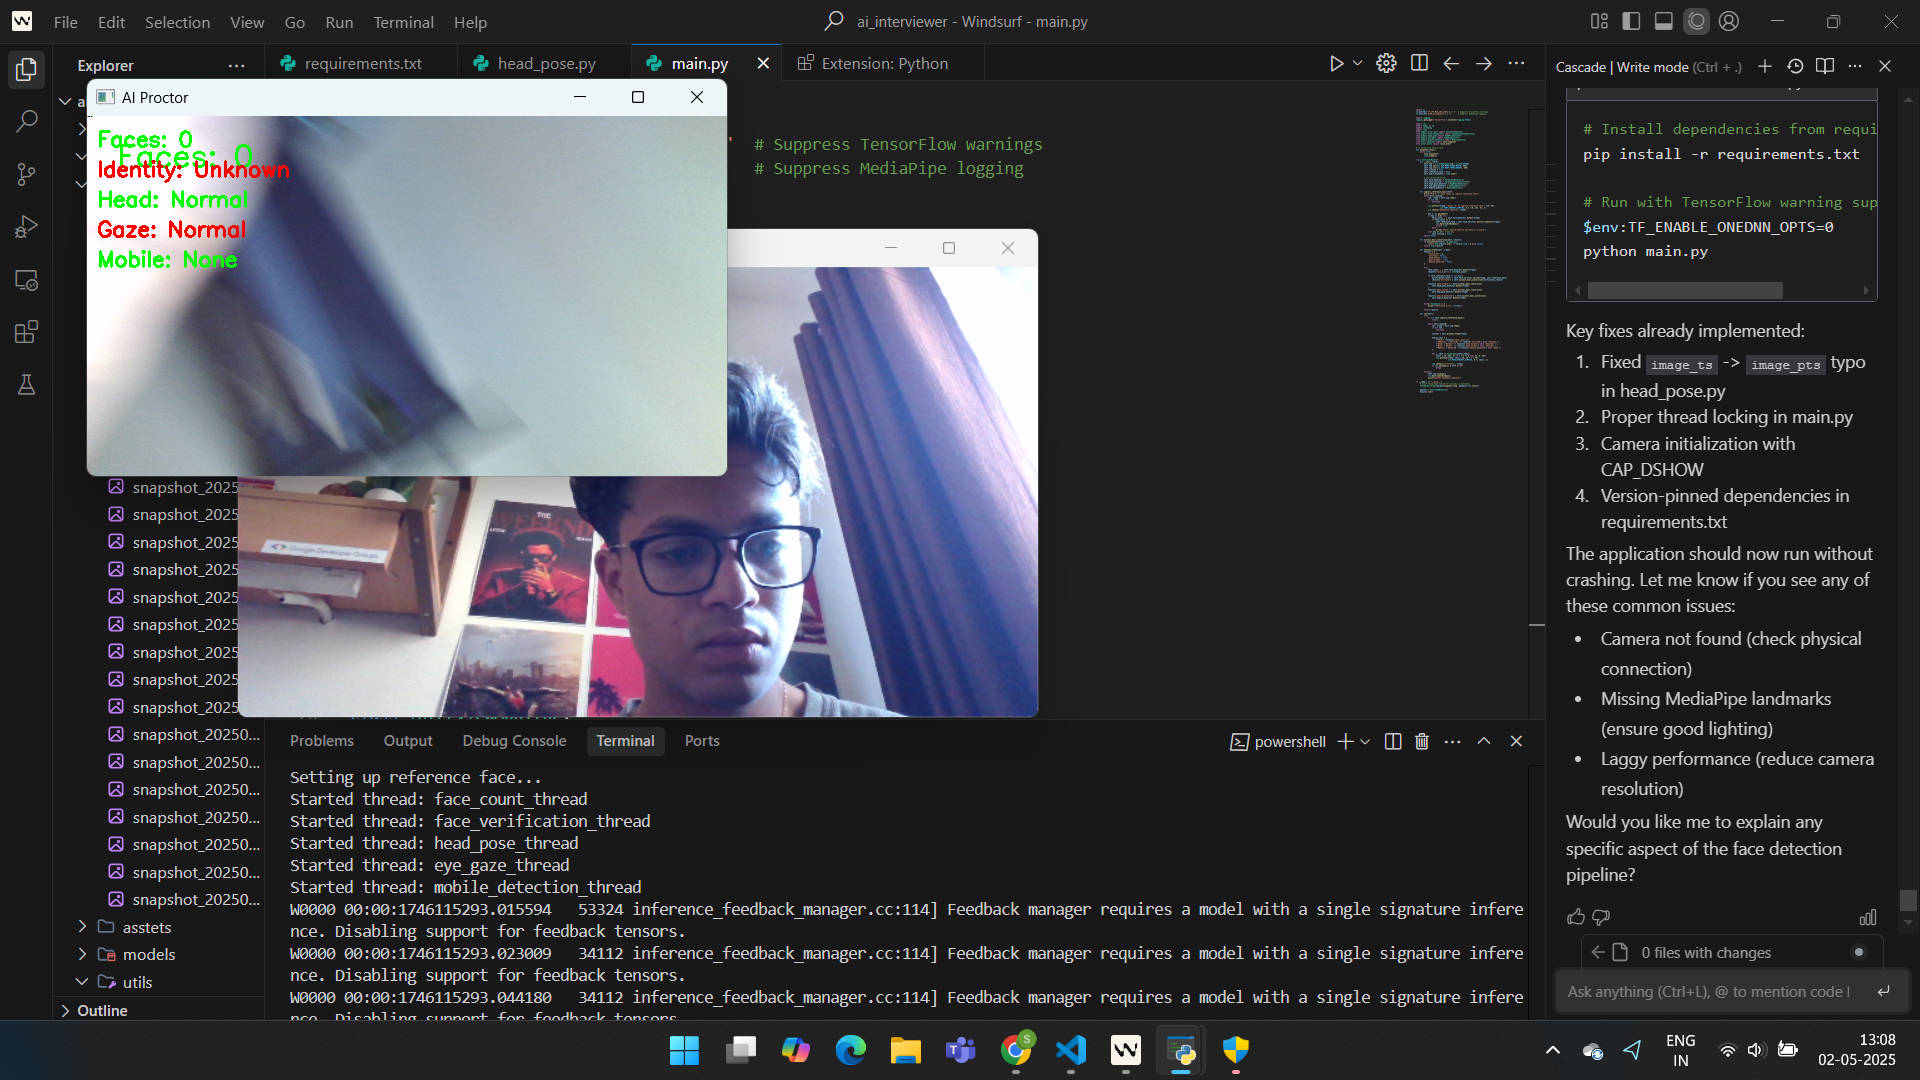 File Edit Selection View Go Run Terminal Help
ai_interviewer - Windsurf - main.py
Explorer
requirements.txt
head_pose.py
main.py
Extension: Python
AI Proctor
Faces: 0
Faces: 0
Identity: Unknown
Head: Normal
Gaze: Normal
Mobile: None
' # Suppress TensorFlow warnings
# Suppress MediaPipe logging
THE
snapshot_2025
snapshot_2025
snapshot_2025
snapshot_2025
snapshot_2025
snapshot_2025
snapshot_2025
snapshot_2025
snapshot_2025
snapshot_20250...
snapshot_20250...
snapshot_20250...
snapshot_20250...
snapshot_20250...
snapshot_20250...
snapshot_20250...
asstets
models
utils
Outline
Google Developer Groups
Problems Output Debug Console Terminal Ports
powershell
Setting up reference face...
Started thread: face_count_thread
Started thread: face_verification_thread
Started thread: head_pose_thread
Started thread: eye_gaze_thread
Started thread: mobile_detection_thread
W0000 00:00:1746115293.015594 53324 inference_feedback_manager.cc:114] Feedback manager requires a model with a single signature infere
nce. Disabling support for feedback tensors.
W0000 00:00:1746115293.023009 34112 inference_feedback_manager.cc:114] Feedback manager requires a model with a single signature infere
nce. Disabling support for feedback tensors.
W0000 00:00:1746115293.044180 34112 inference_feedback_manager.cc:114] Feedback manager requires a model with a single signature infere
nce. Disabling support for feedback tensors.
Cascade | Write mode (Ctrl + .)
# Install dependencies from requi
pip install -r requirements.txt
# Run with TensorFlow warning sup
$env:TF_ENABLE_ONEDNN_OPTS=0
python main.py
Key fixes already implemented:
1. Fixed image_ts -> image_pts typo
in head_pose.py
2. Proper thread locking in main.py
3. Camera initialization with
CAP_DSHOW
4. Version-pinned dependencies in
requirements.txt
The application should now run without
crashing. Let me know if you see any of
these common issues:
• Camera not found (check physical
connection)
• Missing MediaPipe landmarks
(ensure good lighting)
• Laggy performance (reduce camera
resolution)
Would you like me to explain any
specific aspect of the face detection
pipeline?
0 files with changes
Ask anything (Ctrl+L), @ to mention code
ENG
IN
13:08
02-05-2025